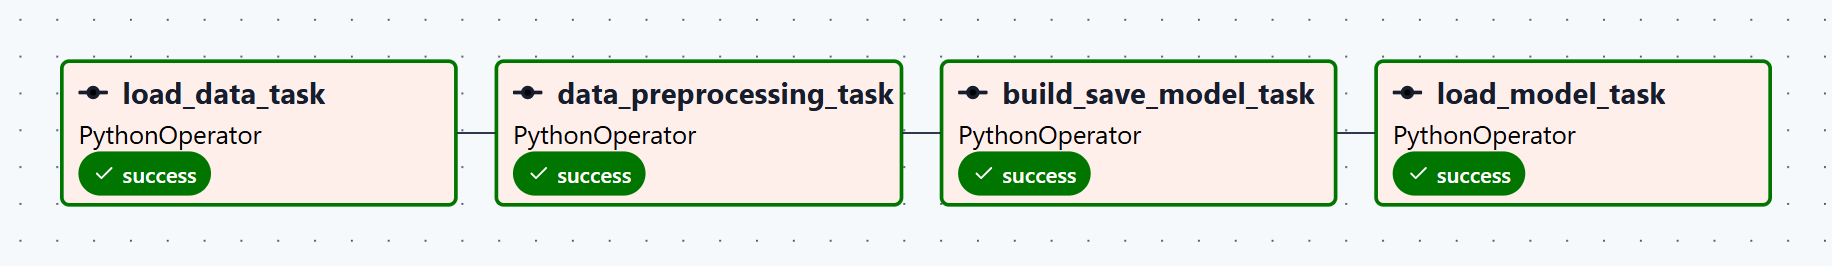 load_data_task
PythonOperator
success
data_preprocessing_task
PythonOperator
success
build_save_model_task
PythonOperator
success
load_model_task
PythonOperator
success